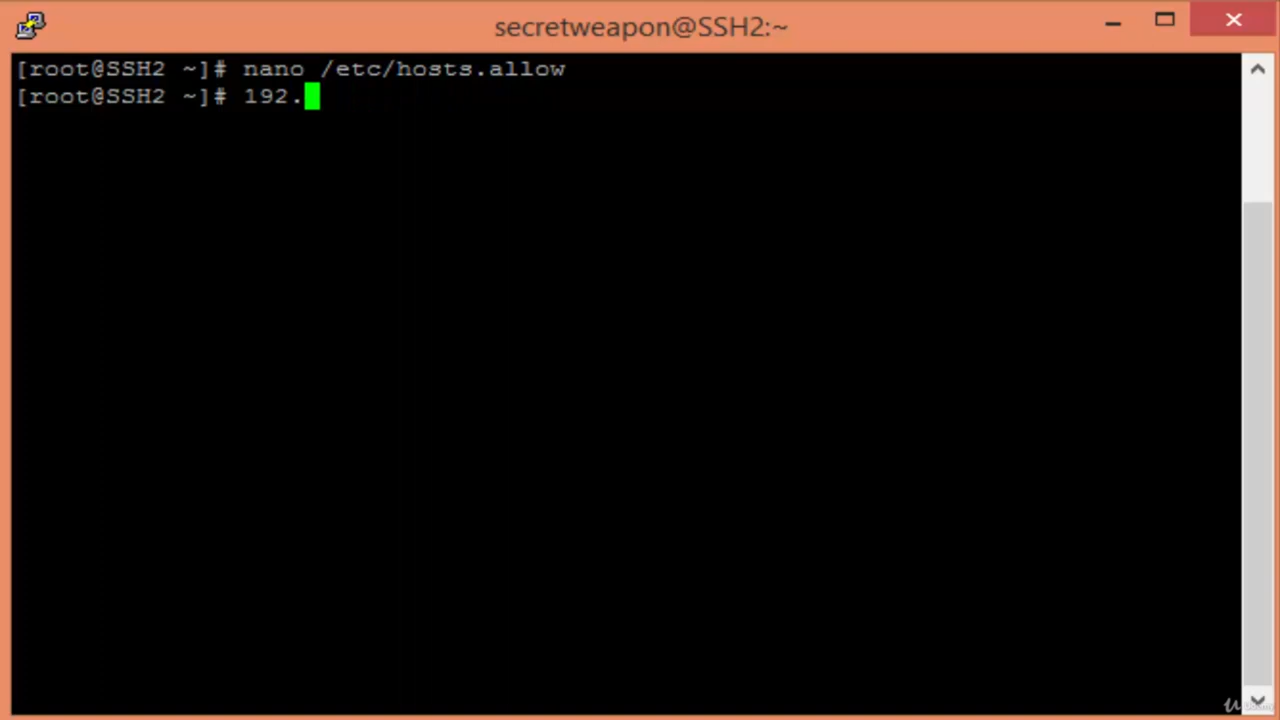 secretweapon@SSH2:~
[root@SSH2 ~]# nano /etc/hosts.allow
[root@SSH2 ~]# 192.